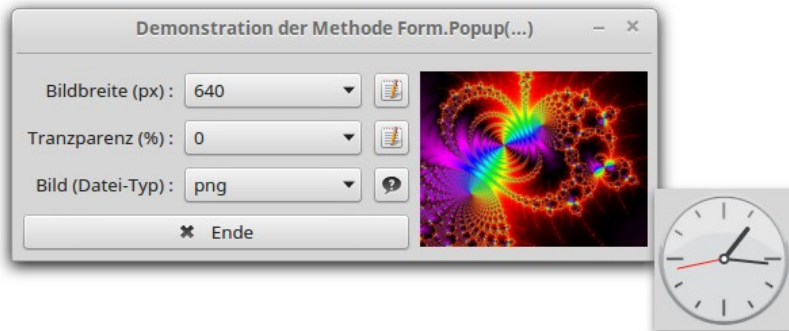 Demonstration der Methode Form.Popup(...)
Bildbreite (px) : 640
Tranzparenz (%) : 0
Bild (Datei-Typ) : png
Ende